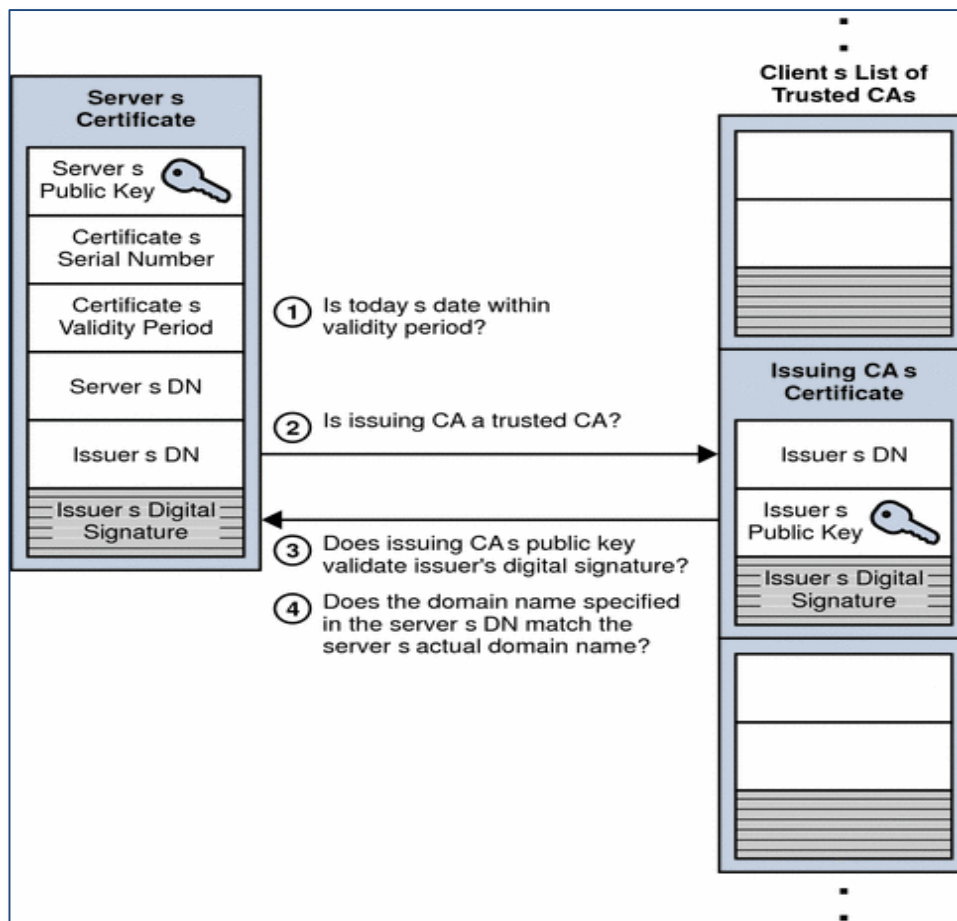 Server s
Certificate
Server s
Public Key
Certificate s
Serial Number
Certificate s
Validity Period
Server s DN
Issuer s DN
Issuer s Digital
Signature
1 Is today s date within
validity period?
2 Is issuing CA a trusted CA?
3 Does issuing CA s public key
validate issuer's digital signature?
4 Does the domain name specified
in the server s DN match the
server s actual domain name?
Client s List of
Trusted CAs
Issuing CA s
Certificate
Issuer s DN
Issuer s
Public Key
Issuer s Digital
Signature